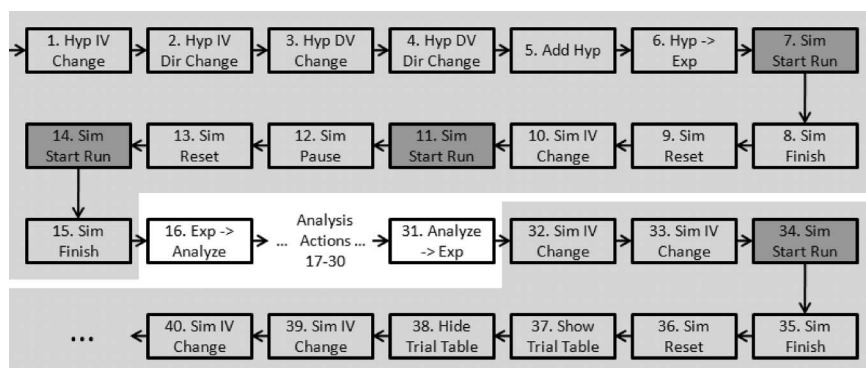 1. Hyp IV
Change
2. Hyp IV
Dir Change
3. Hyp DV
Change
4. Hyp DV
Dir Change
5. Add Hyp
6. Hyp ->
Exp
7. Sim
Start Run
14. Sim
Start Run
13. Sim
Reset
12. Sim
Pause
11. Sim
Start Run
10. Sim IV
Change
9. Sim
Reset
8. Sim
Finish
15. Sim
Finish
16. Exp ->
Analyze
Analysis
... Actions ...
17-30
31. Analyze
-> Exp
32. Sim IV
Change
33. Sim IV
Change
34. Sim
Start Run
...
40. Sim IV
Change
39. Sim IV
Change
38. Hide
Trial Table
37. Show
Trial Table
36. Sim
Reset
35. Sim
Finish